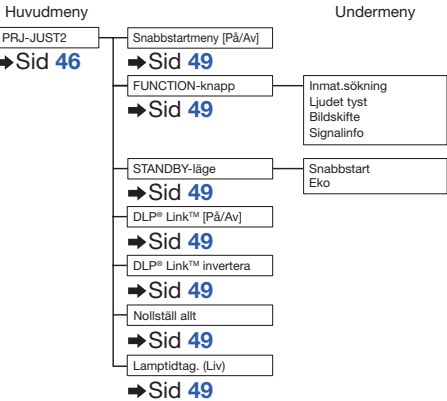 Huvudmeny
Undermeny
PRJ-JUST2
➡Sid 46
Snabbstartmeny [På/Av]
➡Sid 49
FUNCTION-knapp
➡Sid 49
Inmat.sökning
Ljudet tyst
Bildskifte
Signalinfo
STANDBY-läge
➡Sid 49
Snabbstart
Eko
DLP® Link™ [På/Av]
➡Sid 49
DLP® Link™ invertera
➡Sid 49
Nollställ allt
➡Sid 49
Lamptidtag. (Liv)
➡Sid 49